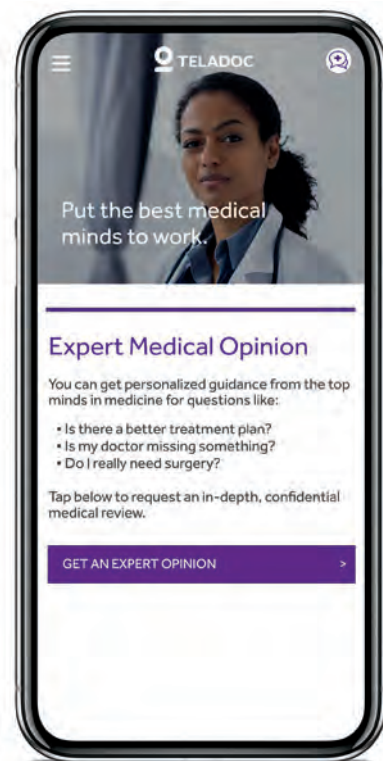 TELADOC
Put the best medical
minds to work.
Expert Medical Opinion
You can get personalized guidance from the top
minds in medicine for questions like:
• Is there a better treatment plan?
• Is my doctor missing something?
• Do I really need surgery?
Tap below to request an in-depth, confidential
medical review.
GET AN EXPERT OPINION >